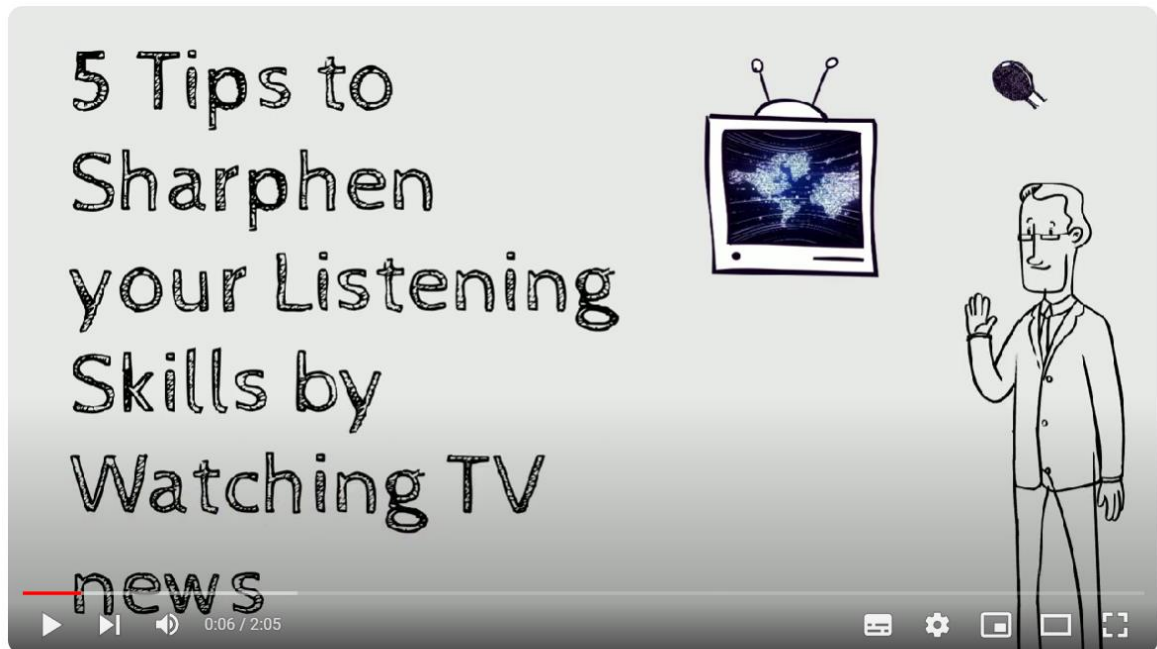 5 Tips to
Sharphen
your Listening
Skills by
Watching TV
news
0:06 / 2:05